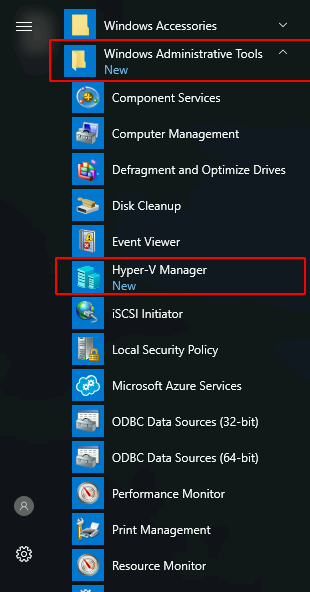 Windows Accessories
Windows Administrative Tools
New
Component Services
Computer Management
Defragment and Optimize Drives
Disk Cleanup
Event Viewer
Hyper-V Manager
New
iSCSI Initiator
Local Security Policy
Microsoft Azure Services
ODBC Data Sources (32-bit)
ODBC Data Sources (64-bit)
Performance Monitor
Print Management
Resource Monitor